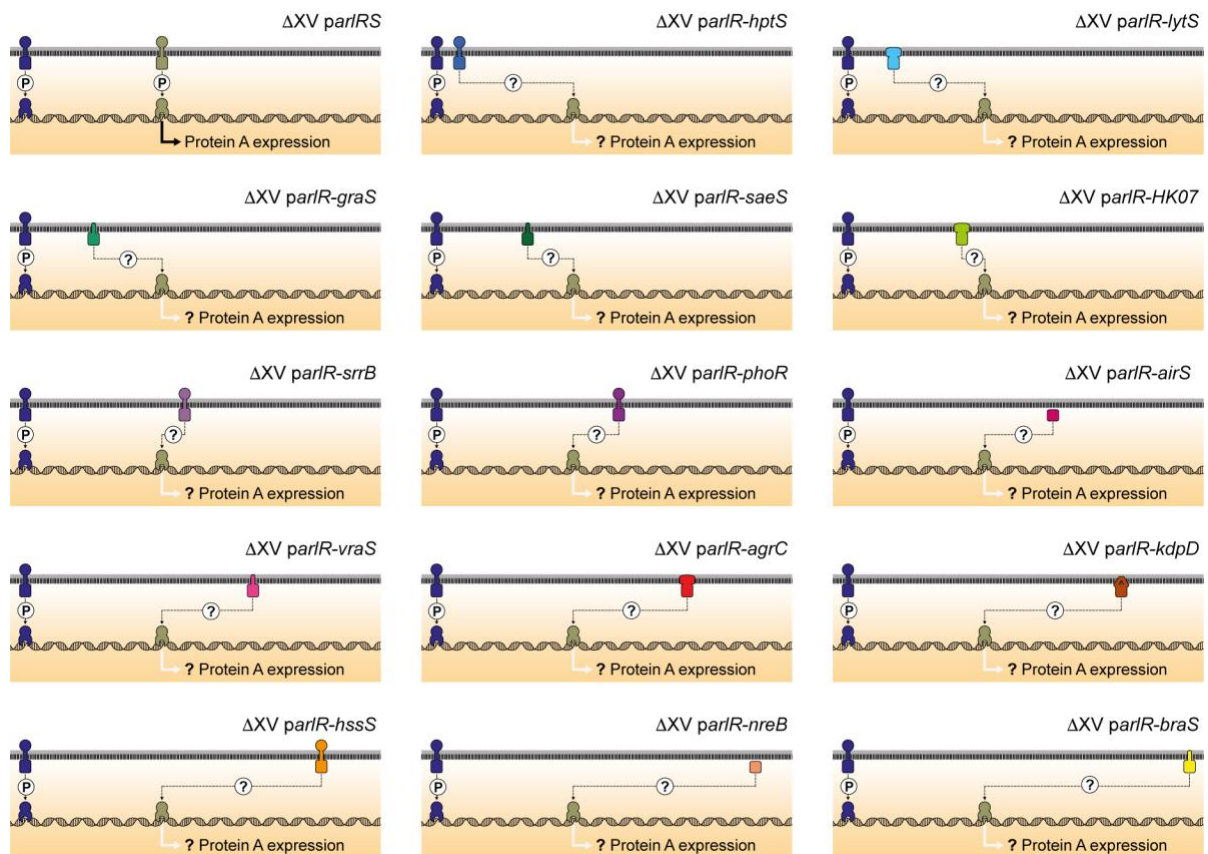 ΔXV parlRS
ΔXV parlR-hptS
ΔXV parlR-lytS
P
P
Protein A expression
P
?
? Protein A expression
P
?
? Protein A expression
ΔXV parlR-graS
ΔXV parlR-saeS
ΔXV parlR-HK07
P
?
? Protein A expression
P
?
? Protein A expression
P
?
? Protein A expression
ΔXV parlR-srrB
ΔXV parlR-phoR
ΔXV parlR-airS
P
?
? Protein A expression
P
?
? Protein A expression
P
?
? Protein A expression
ΔXV parlR-vraS
ΔXV parlR-agrC
ΔXV parlR-kdpD
P
?
? Protein A expression
P
?
? Protein A expression
P
?
? Protein A expression
ΔXV parlR-hssS
ΔXV parlR-nreB
ΔXV parlR-braS
P
?
? Protein A expression
P
?
? Protein A expression
P
?
? Protein A expression